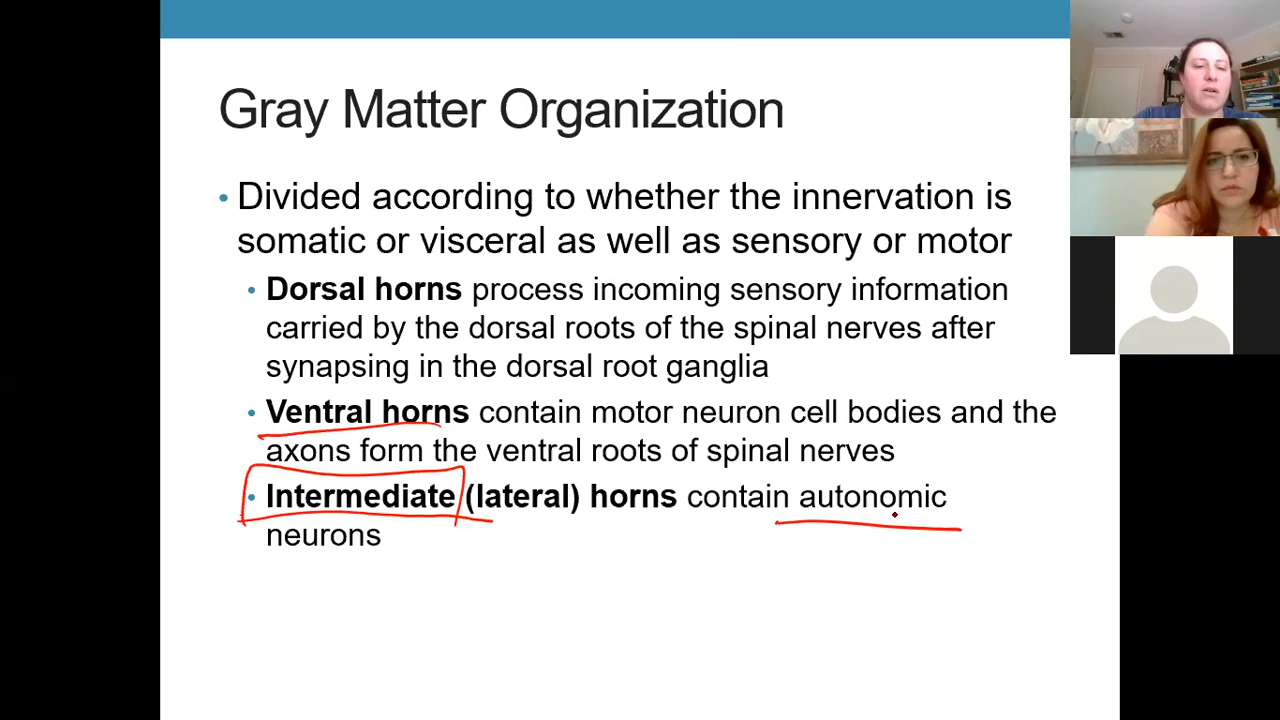 Gray Matter Organization
• Divided according to whether the innervation is
somatic or visceral as well as sensory or motor
• Dorsal horns process incoming sensory information
carried by the dorsal roots of the spinal nerves after
synapsing in the dorsal root ganglia
• Ventral horns contain motor neuron cell bodies and the
axons form the ventral roots of spinal nerves
• Intermediate (lateral) horns contain autonomic
neurons